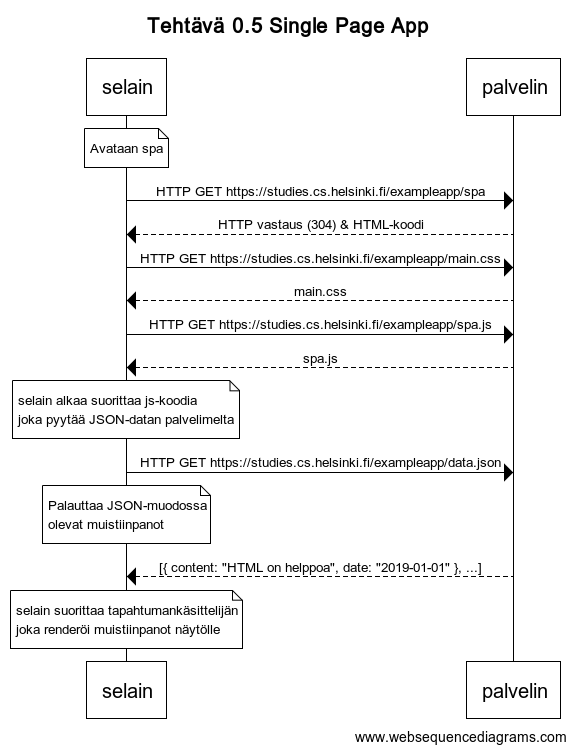 Tehtävä 0.5 Single Page App
selain
palvelin
Avataan spa
HTTP GET https://studies.cs.helsinki.fi/exampleapp/spa
HTTP vastaus (304) & HTML-koodi
HTTP GET https://studies.cs.helsinki.fi/exampleapp/main.css
main.css
HTTP GET https://studies.cs.helsinki.fi/exampleapp/spa.js
spa.js
selain alkaa suorittaa js-koodia
joka pyytää JSON-datan palvelimelta
HTTP GET https://studies.cs.helsinki.fi/exampleapp/data.json
Palauttaa JSON-muodossa
olevat muistiinpanot
[{ content: "HTML on helppoa", date: "2019-01-01" }, ...]
selain suorittaa tapahtumankäsittelijän
joka renderöi muistiinpanot näytölle
selain
palvelin
www.websequencediagrams.com